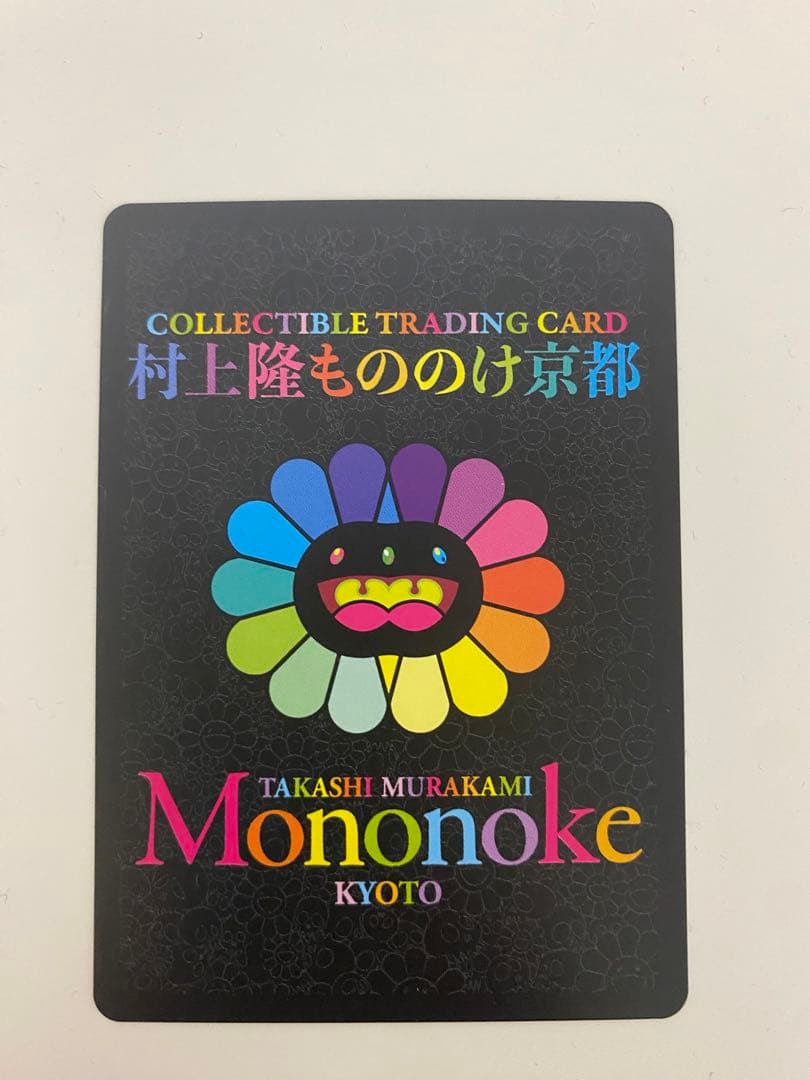 COLLECTIBLE TRADING CARD
村上隆もののけ京都
TAKASHI MURAKAMI
Mononoke
KYOTO